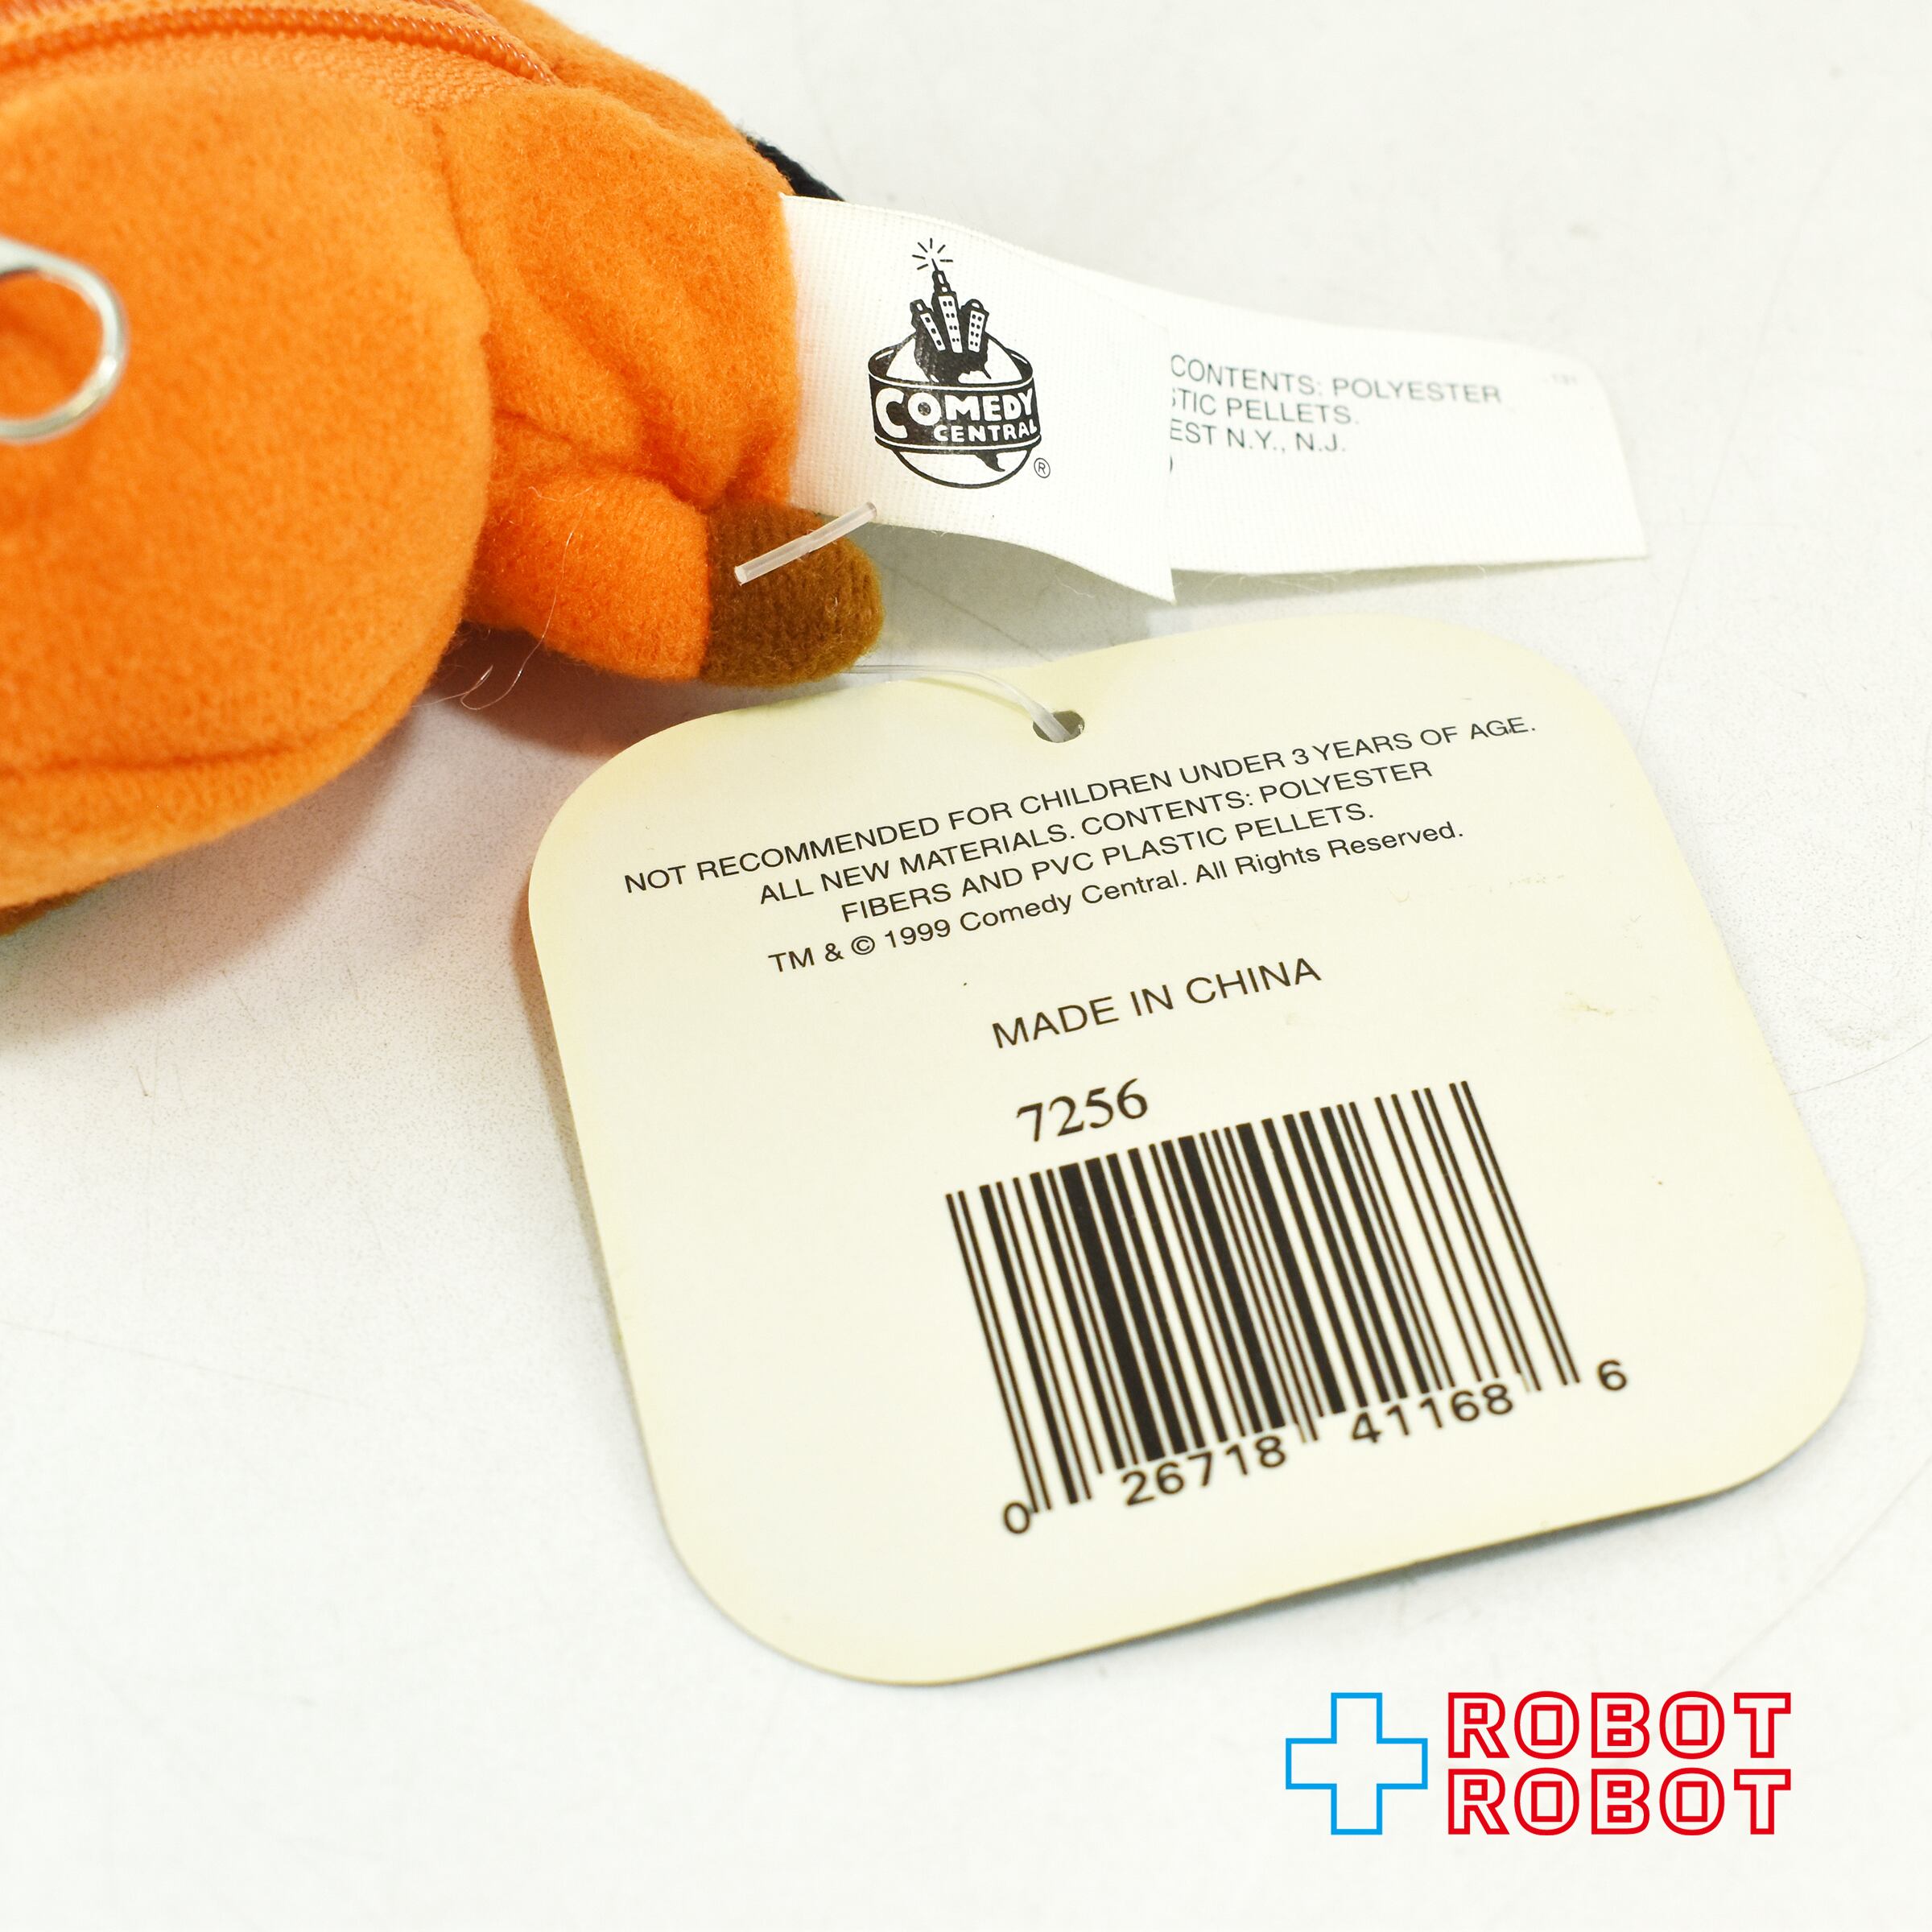 COMEDY
CENTRAL
®
CONTENTS: POLYESTER
PELLETS.
N.Y., N.J.
NOT RECOMMENDED FOR CHILDREN UNDER 3 YEARS OF AGE.
ALL NEW MATERIALS. CONTENTS: POLYESTER
FIBERS AND PVC PLASTIC PELLETS.
TM & © 1999 Comedy Central. All Rights Reserved.
MADE IN CHINA
7256
0 26718 41168 6
ROBOT
ROBOT